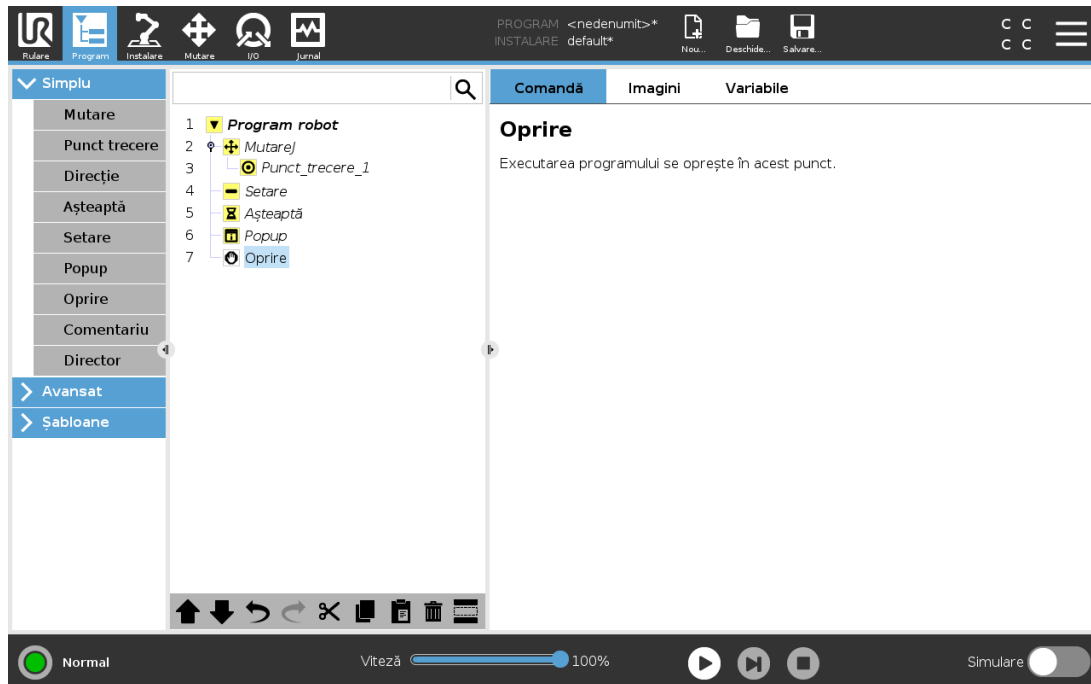 PROGRAM <nedenumit>*
INSTALARE default*
Rulare Program Instalare Mutare I/O Jurnal Nou... Deschide... Salvare...
C C
C C
Simplu
Mutare
Punct trecere
Direcție
Așteaptă
Setare
Popup
Oprire
Comentariu
Director
Avansat
Șabloane
1 Program robot
2 MutareJ
3 Punct_trecere_1
4 Setare
5 Așteaptă
6 Popup
7 Oprire
Comandă Imagini Variabile
Oprire
Executarea programului se oprește în acest punct.
Normal Viteză 100% Simulare